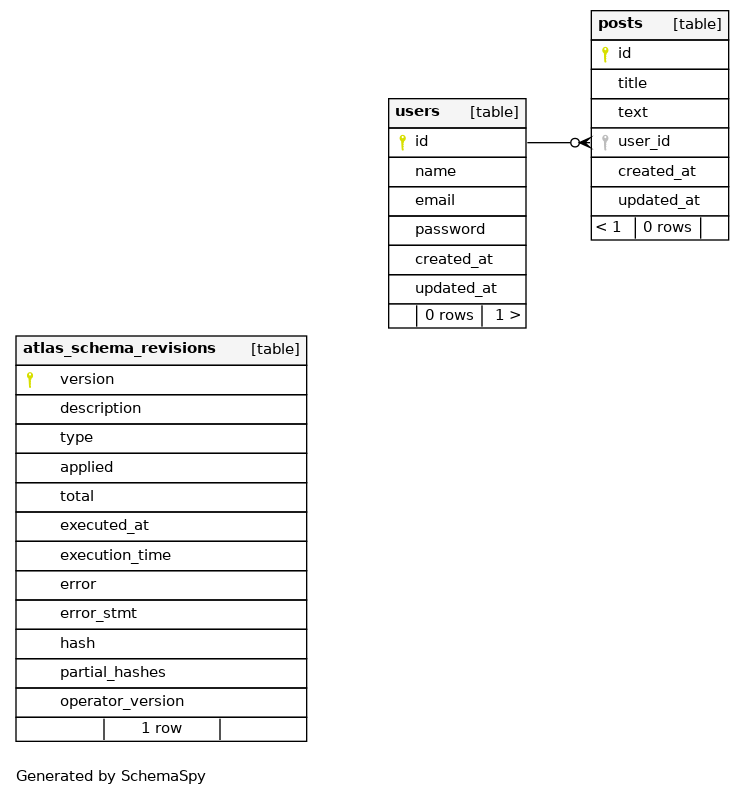 posts [table]
id
title
text
user_id
created_at
updated_at
< 1 0 rows
users [table]
id
name
email
password
created_at
updated_at
0 rows 1 >
atlas_schema_revisions [table]
version
description
type
applied
total
executed_at
execution_time
error
error_stmt
hash
partial_hashes
operator_version
1 row
Generated by SchemaSpy